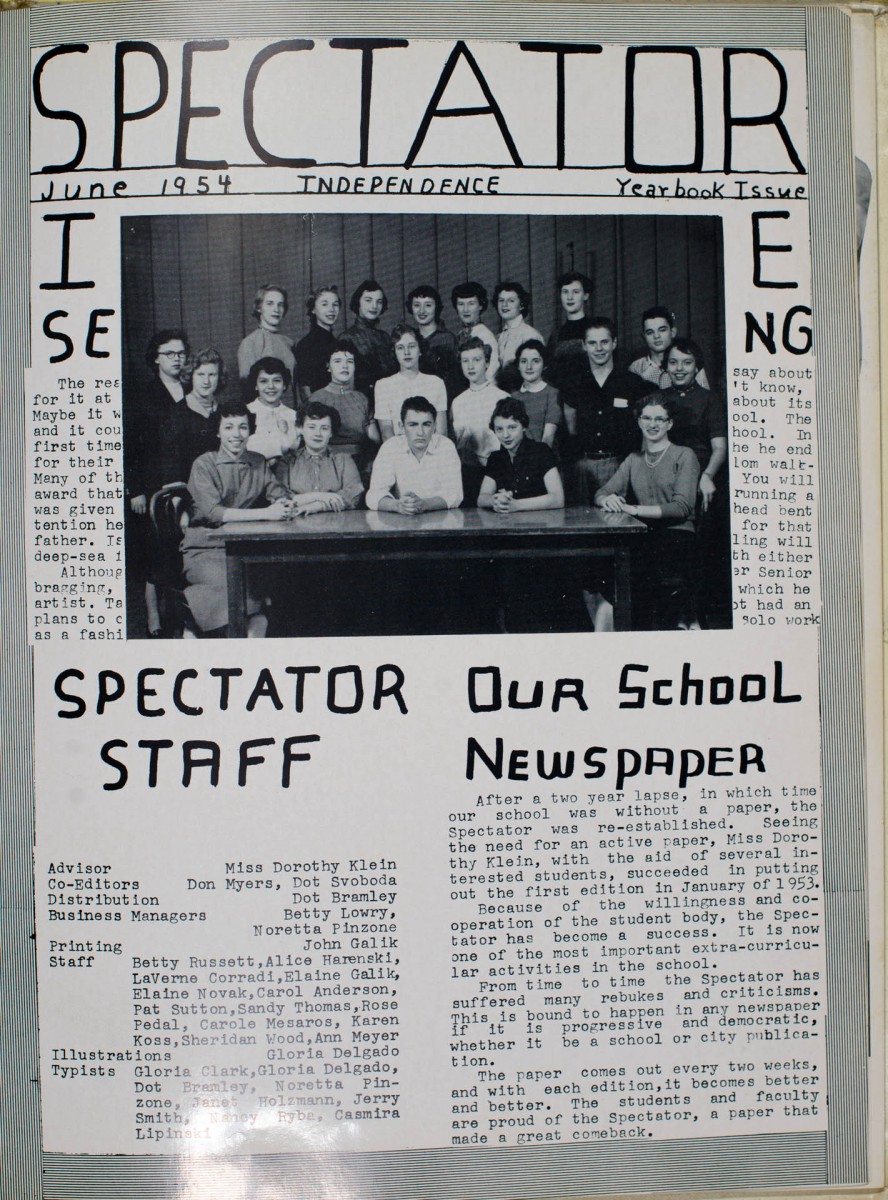 SPECTATOR
June 1954 INDEPENDENCE Yearbook Issue
I E
SE NG
The rea
for it at
Maybe it w
and it cou
first time
for their
Many of th
award that
was given
tention he
father. Is
deep-sea i
Althoug
bragging,
artist. Ta
plans to c
as a fashi
say about
't know,
about its
ool. The
hool. In
he he end
lom walk-
You will
running a
head bent
for that
ling will
th either
er Senior
which he
ot had an
solo work
SPECTATOR
STAFF
Advisor Miss Dorothy Klein
Co-Editors Don Myers, Dot Svoboda
Distribution Dot Bramley
Business Managers Betty Lowry,
Noretta Pinzone
Printing John Galik
Staff Betty Russett,Alice Harenski,
LaVerne Corradi,Elaine Galik,
Elaine Novak,Carol Anderson,
Pat Sutton,Sandy Thomas,Rose
Pedal, Carole Mesaros, Karen
Koss,Sheridan Wood,Ann Meyer
Illustrations Gloria Delgado
Typists Gloria Clark,Gloria Delgado,
Dot Bramley, Noretta Pin-
zone, Janet Holzmann, Jerry
Smith, Nancy Ryba, Casmira
Lipinski
OUR SchOOL
NEWSPAPER
After a two year lapse, in which time
our school was without a paper, the
Spectator was re-established. Seeing
the need for an active paper, Miss Doro-
thy Klein, with the aid of several in-
terested students, succeeded in putting
out the first edition in January of 1953.
Because of the willingness and co-
operation of the student body, the Spec-
tator has become a success. It is now
one of the most important extra-curricu-
lar activities in the school.
From time to time the Spectator has
suffered many rebukes and criticisms.
This is bound to happen in any newspaper
if it is progressive and democratic,
whether it be a school or city publica-
tion.
The paper comes out every two weeks,
and with each edition,it becomes better
and better. The students and faculty
are proud of the Spectator, a paper that
made a great comeback.